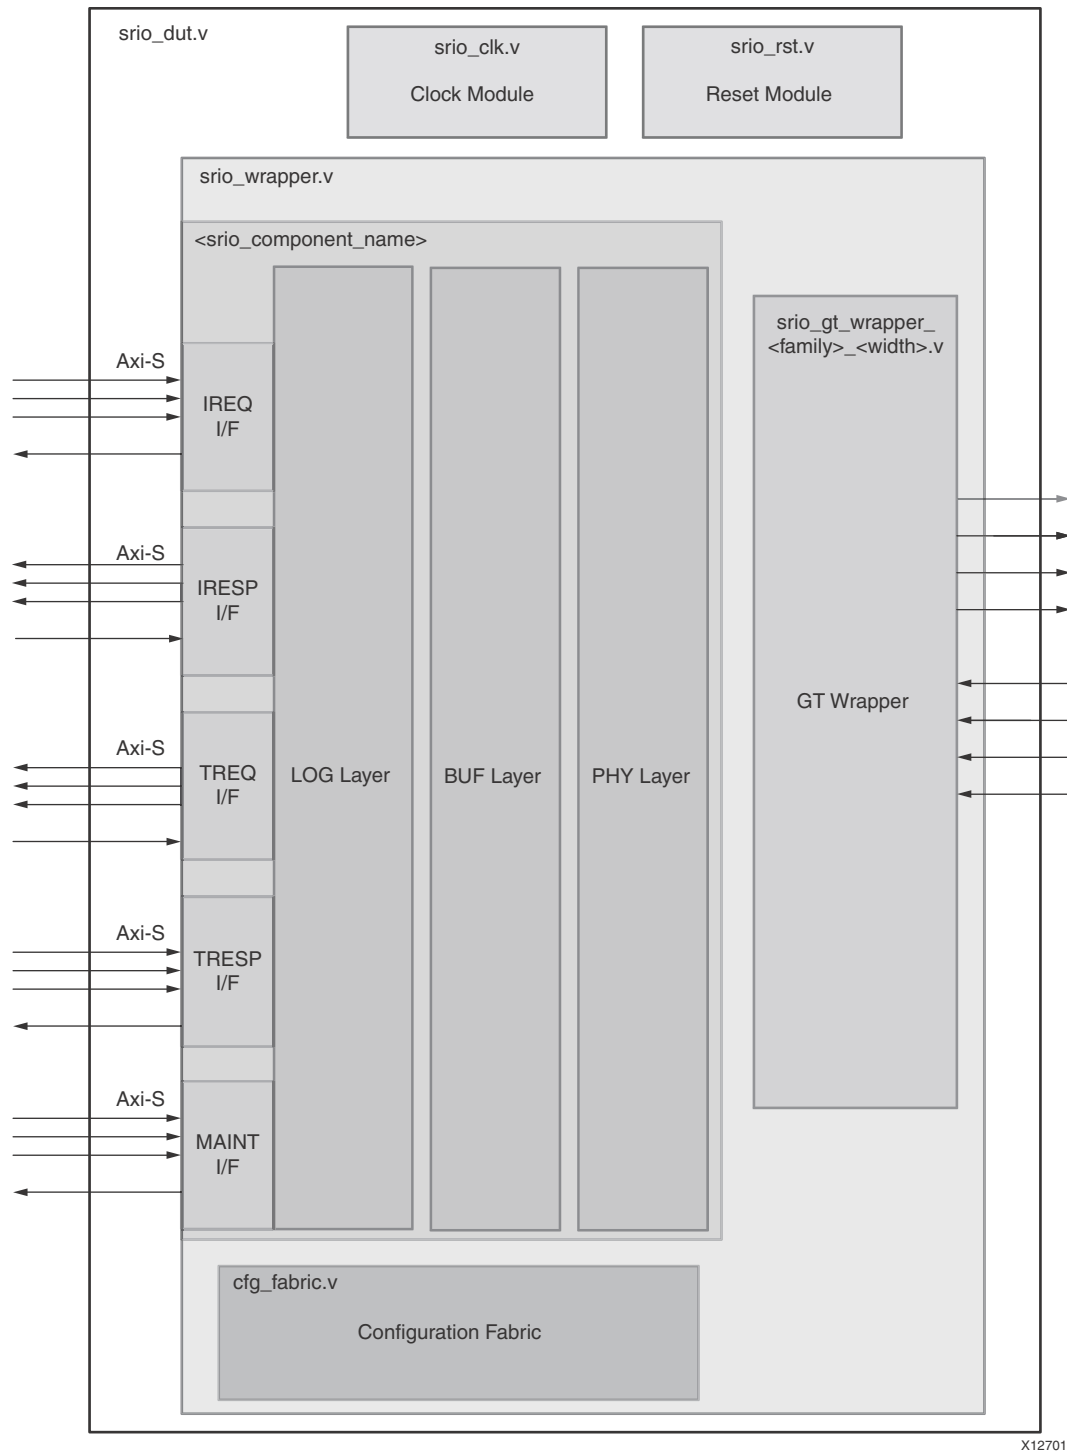 srio_dut.v
srio_clk.v
Clock Module
srio_rst.v
Reset Module
srio_wrapper.v
<srio_component_name>
srio_gt_wrapper_
<family>_<width>.v
GT Wrapper
Axi-S
IREQ
I/F
Axi-S
IRESP
I/F
Axi-S
TREQ
I/F
LOG Layer
BUF Layer
PHY Layer
Axi-S
TRESP
I/F
Axi-S
MAINT
I/F
cfg_fabric.v
Configuration Fabric
X12701